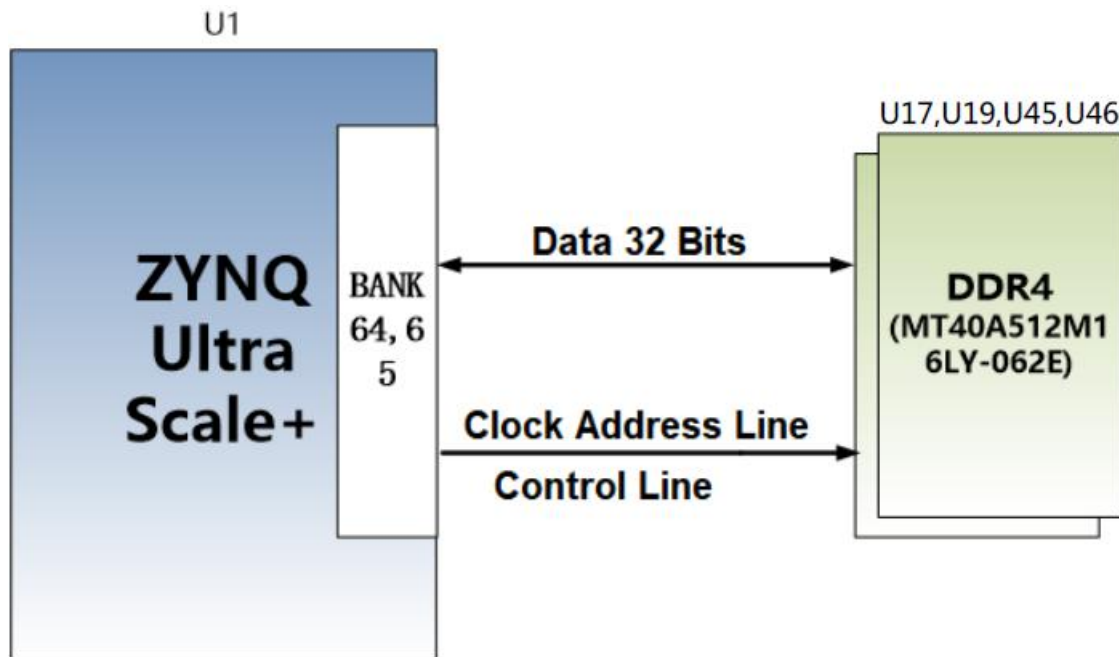 U1
U17,U19,U45,U46
ZYNQ
Ultra
Scale+
BANK
64, 6
5
Data 32 Bits
Clock Address Line
Control Line
DDR4
(MT40A512M1
6LY-062E)